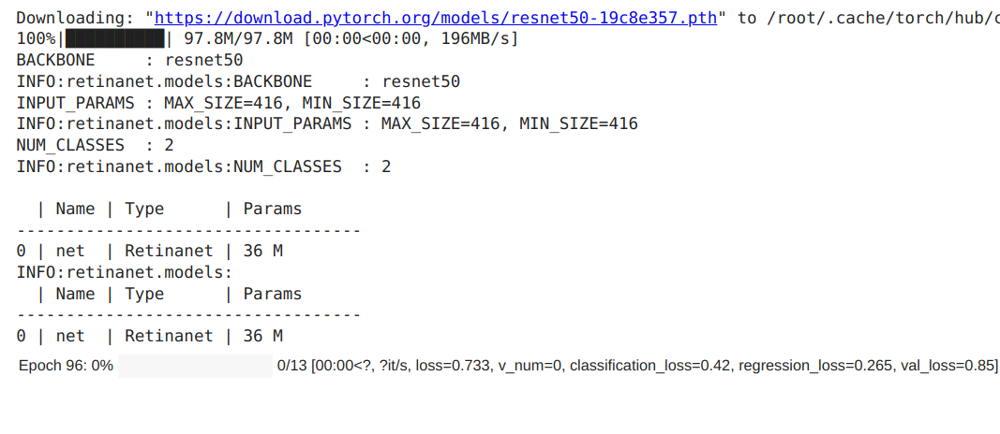 Downloading: "https://download.pytorch.org/models/resnet50-19c8e357.pth" to /root/.cache/torch/hub/c
100%|██████████| 97.8M/97.8M [00:00<00:00, 196MB/s]
BACKBONE     : resnet50
INFO:retinanet.models:BACKBONE     : resnet50
INPUT_PARAMS : MAX_SIZE=416, MIN_SIZE=416
INFO:retinanet.models:INPUT_PARAMS : MAX_SIZE=416, MIN_SIZE=416
NUM_CLASSES  : 2
INFO:retinanet.models:NUM_CLASSES  : 2
  | Name | Type      | Params
-----------------------------------
0 | net  | Retinanet | 36 M
INFO:retinanet.models:
  | Name | Type      | Params
-----------------------------------
0 | net  | Retinanet | 36 M
Epoch 96: 0% 0/13 [00:00<?, ?it/s, loss=0.733, v_num=0, classification_loss=0.42, regression_loss=0.265, val_loss=0.85]